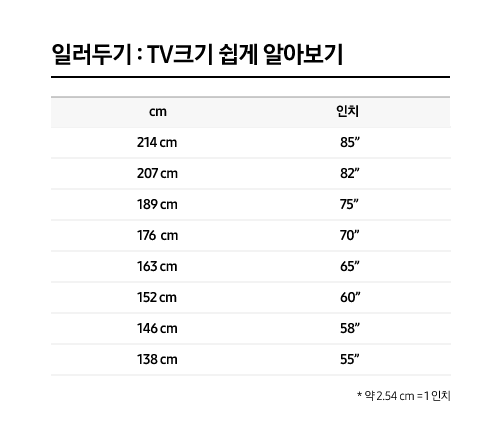 일러두기 : TV크기 쉽게 알아보기
cm 인치
214 cm 85”
207 cm 82”
189 cm 75”
176 cm 70”
163 cm 65”
152 cm 60”
146 cm 58”
138 cm 55”
* 약 2.54 cm = 1 인치